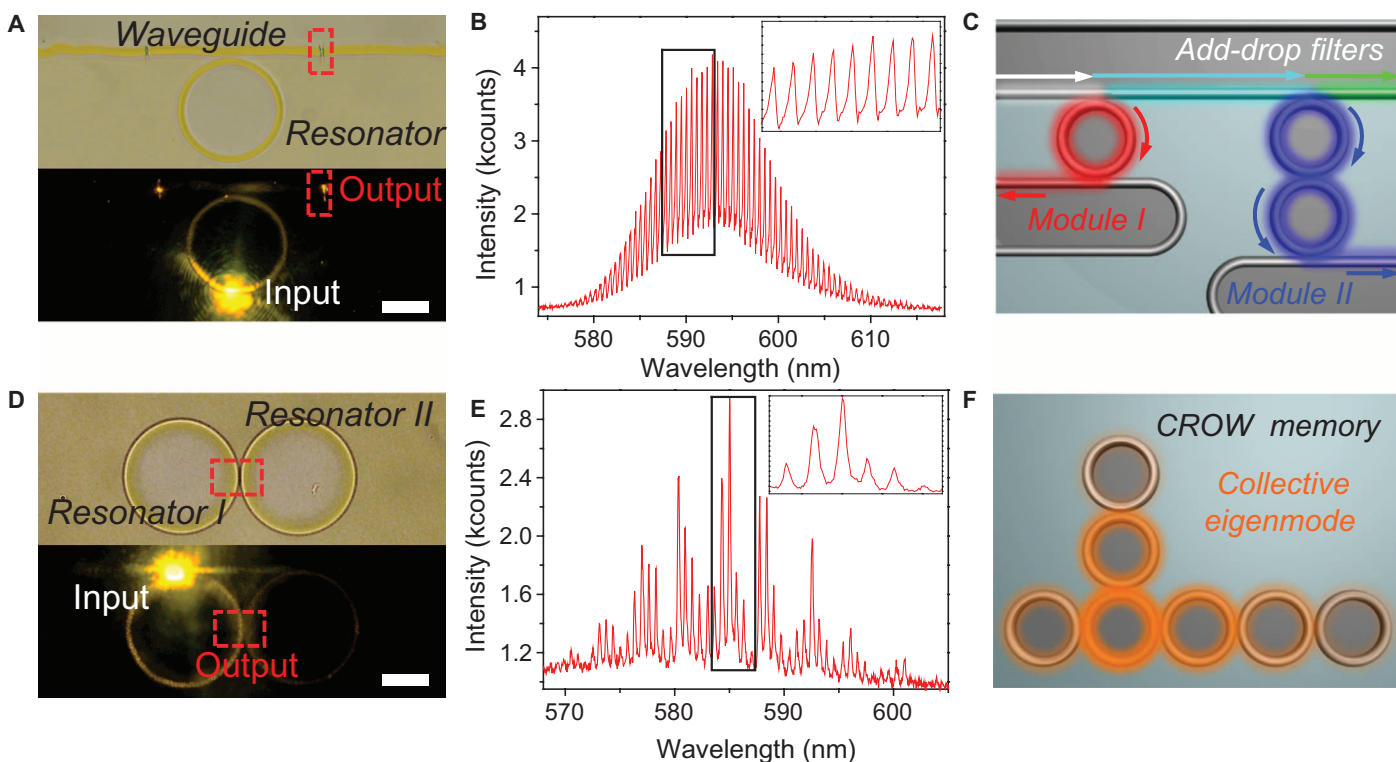 A
Waveguide
Resonator
Output
Input
B
Intensity (kcounts)
4
3
2
1
580
590
600
610
Wavelength (nm)
C
Add-drop filters
Module I
Module II
D
Resonator II
Resonator I
Input
Output
E
Intensity (kcounts)
2.8
2.4
2.0
1.6
1.2
570
580
590
600
Wavelength (nm)
F
CROW memory
Collective
eigenmode